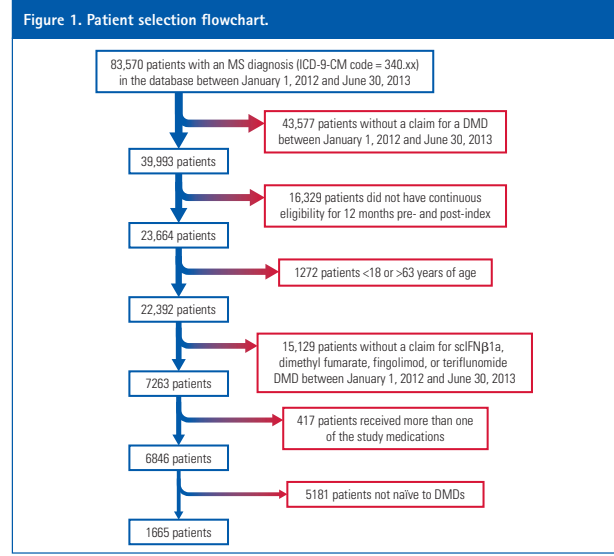 Figure 1. Patient selection flowchart.
83,570 patients with an MS diagnosis (ICD-9-CM code = 340.xx)
in the database between January 1, 2012 and June 30, 2013
43,577 patients without a claim for a DMD
between January 1, 2012 and June 30, 2013
39,993 patients
16,329 patients did not have continuous
eligibility for 12 months pre- and post-index
23,664 patients
1272 patients <18 or >63 years of age
22,392 patients
15,129 patients without a claim for scIFNβ1a,
dimethyl fumarate, fingolimod, or teriflunomide
DMD between January 1, 2012 and June 30, 2013
7263 patients
417 patients received more than one
of the study medications
6846 patients
5181 patients not naïve to DMDs
1665 patients